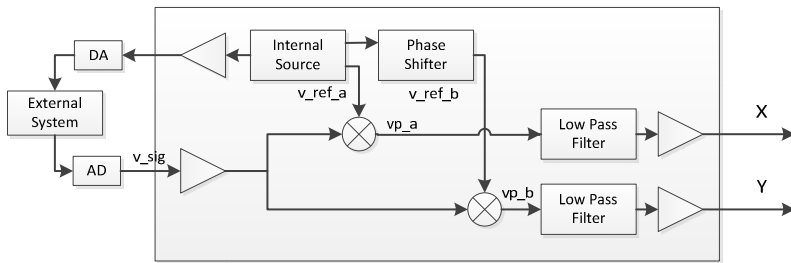 DA
Internal
Source
Phase
Shifter
External
System
v_ref_a
v_ref_b
vp_a
Low Pass
Filter
X
AD
v_sig
vp_b
Low Pass
Filter
Y